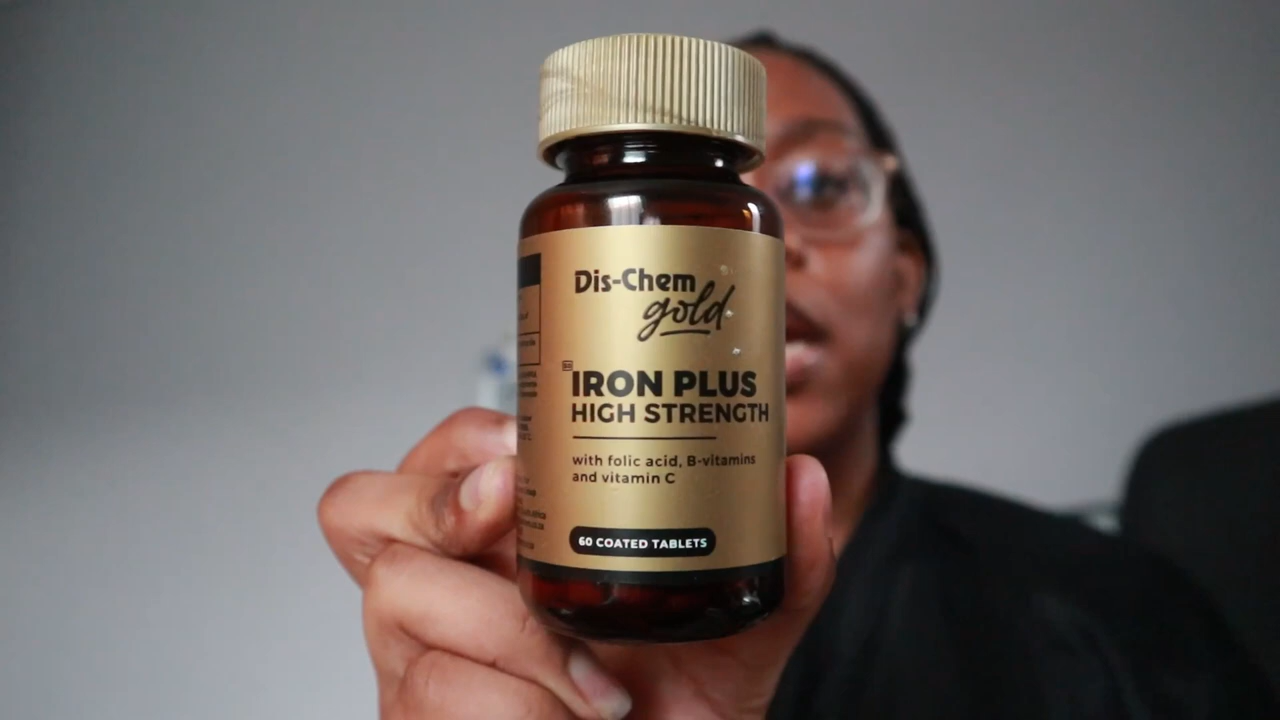 Dis-Chem
gold
IRON PLUS
HIGH STRENGTH
with folic acid, B-vitamins
and vitamin C
60 COATED TABLETS